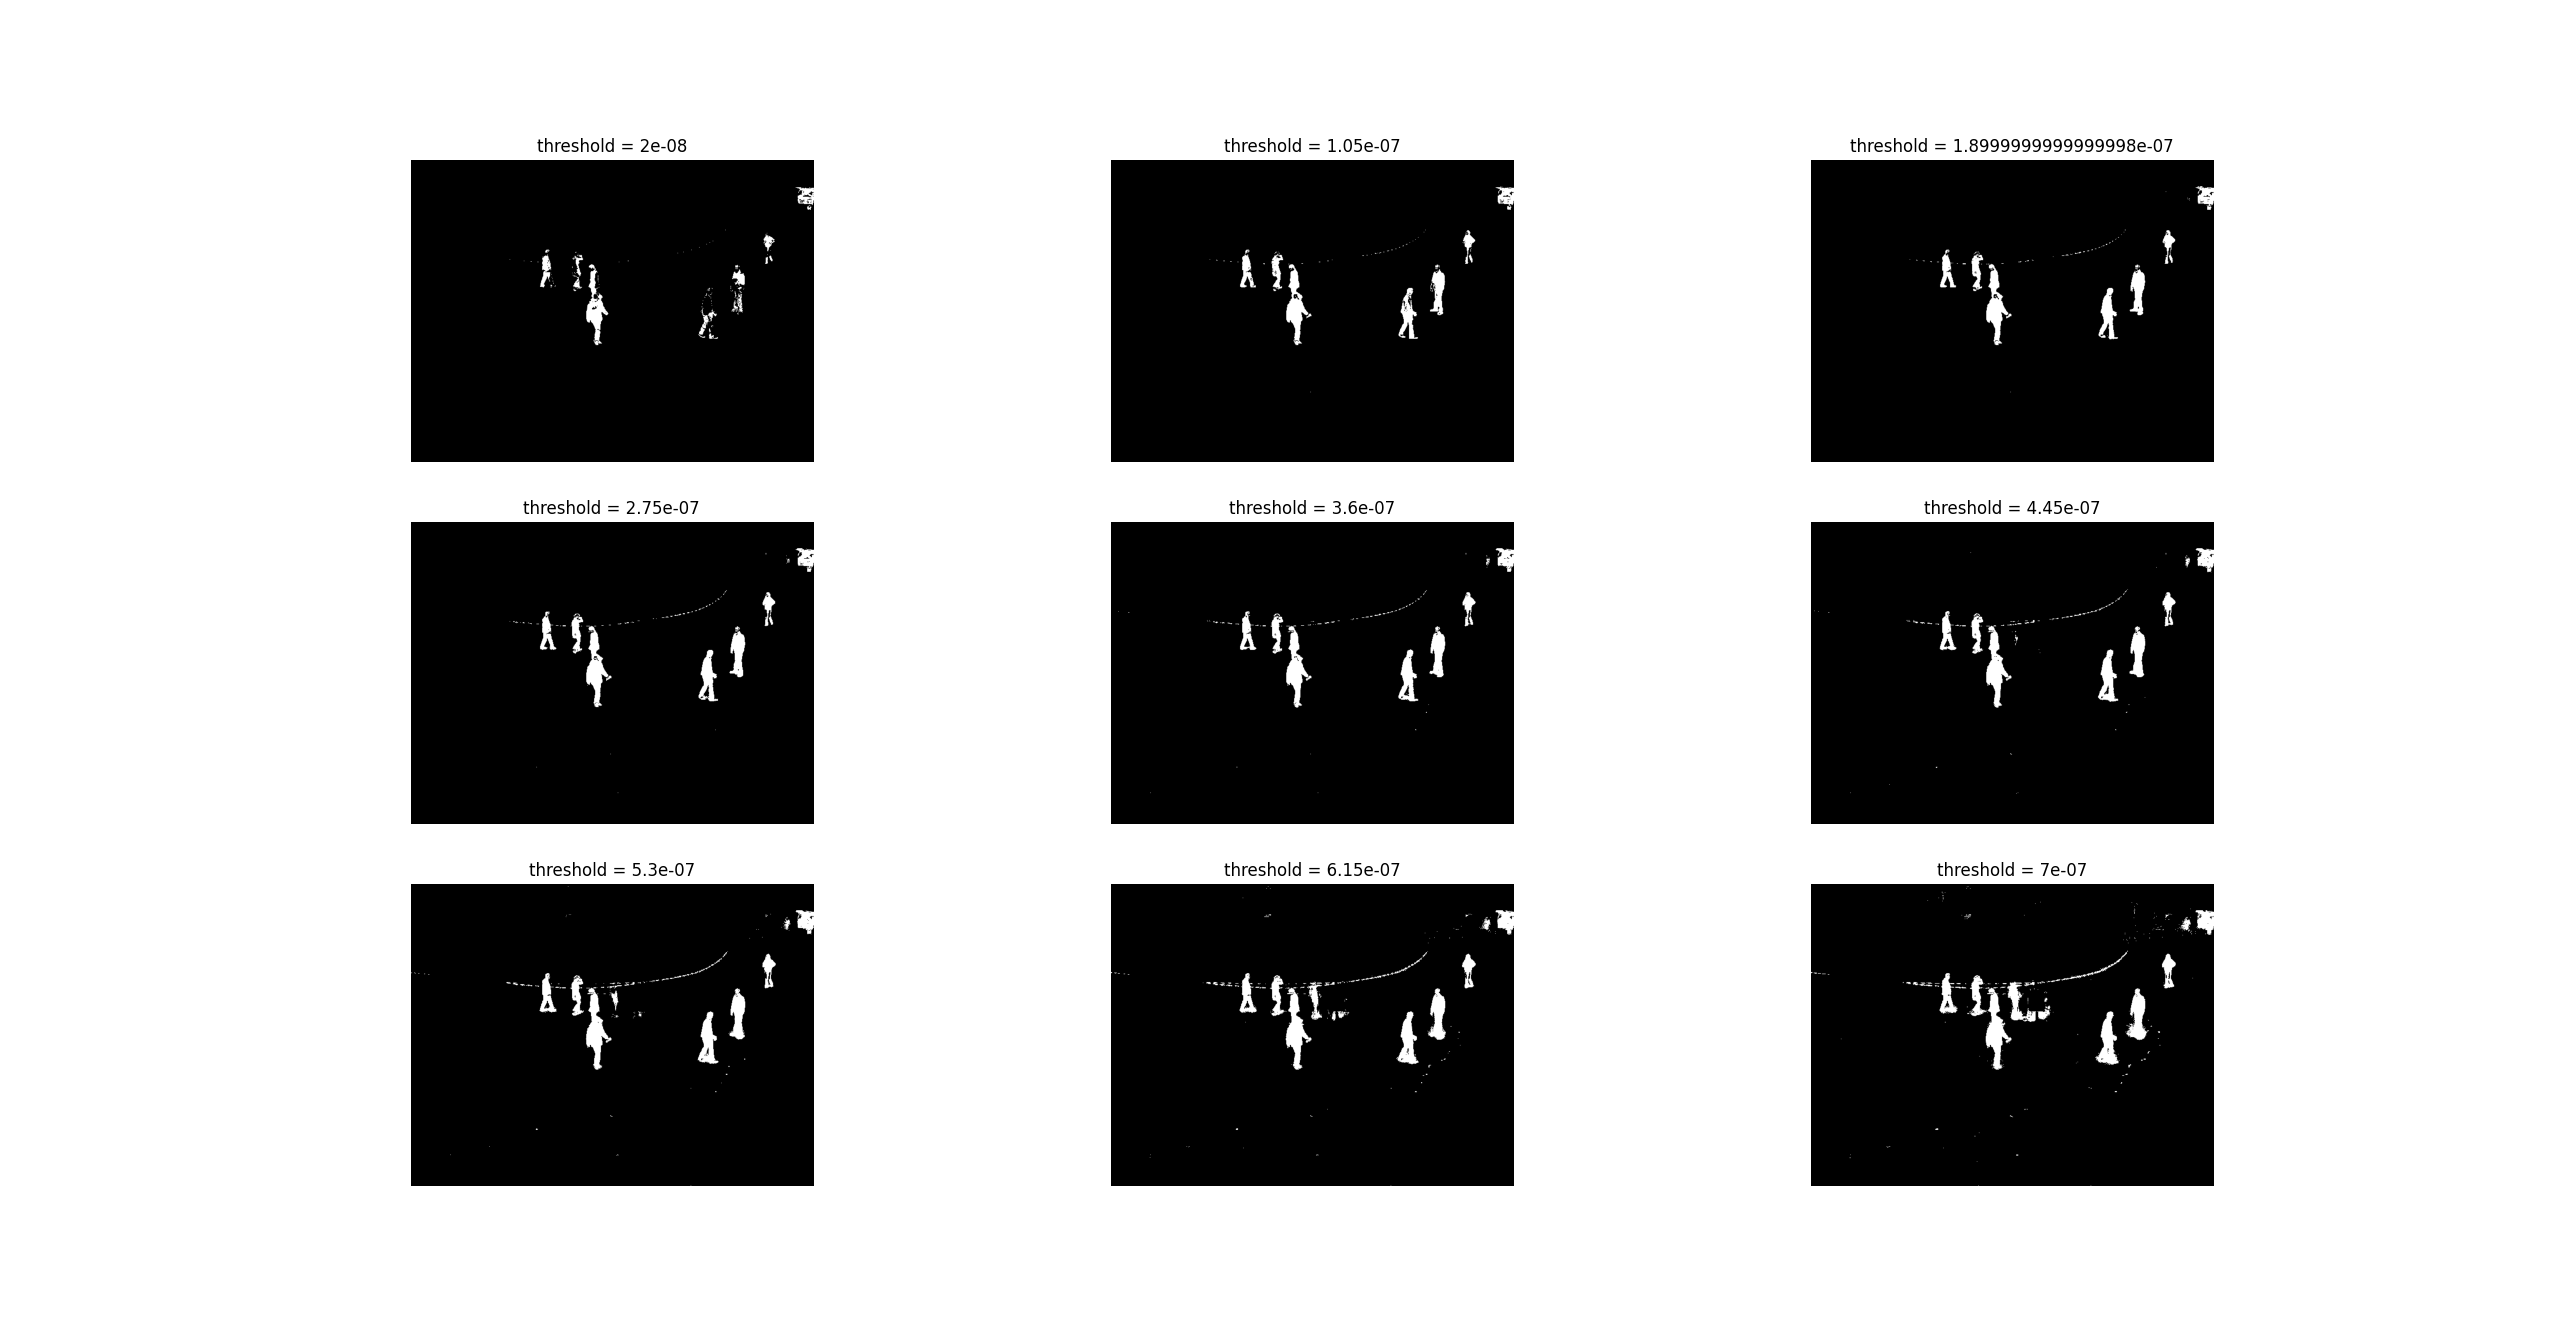 threshold = 2e-08
threshold = 1.05e-07
threshold = 1.8999999999999998e-07
threshold = 2.75e-07
threshold = 3.6e-07
threshold = 4.45e-07
threshold = 5.3e-07
threshold = 6.15e-07
threshold = 7e-07